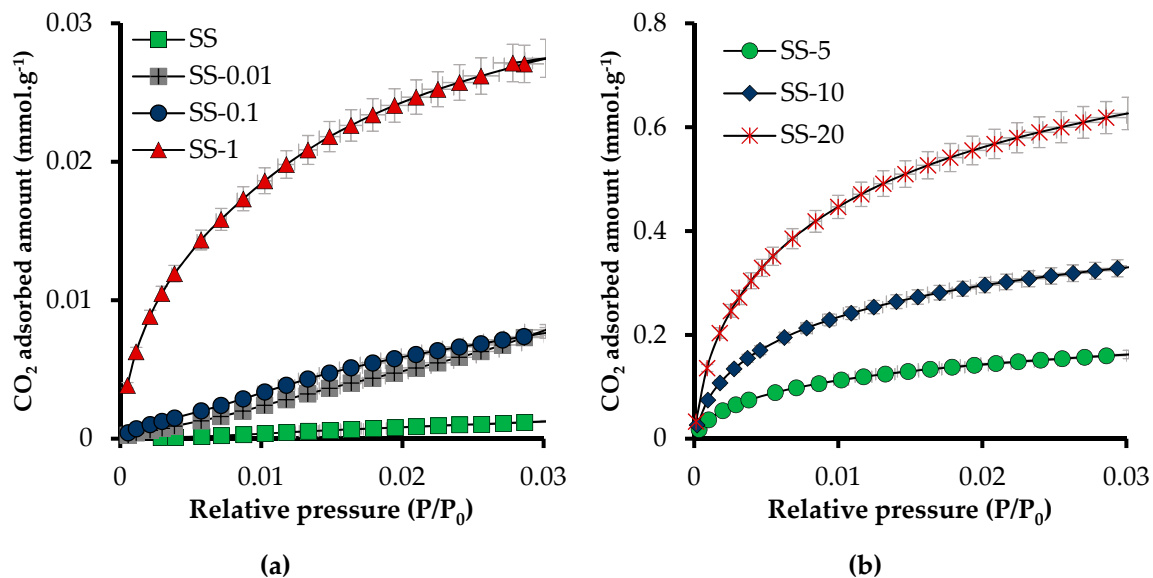 CO₂ adsorbed amount (mmol.g⁻¹)
0.03
0.02
0.01
0
SS
SS-0.01
SS-0.1
SS-1
0
0.01
0.02
0.03
Relative pressure (P/P₀)
(a)
CO₂ adsorbed amount (mmol.g⁻¹)
0.8
0.6
0.4
0.2
0
SS-5
SS-10
SS-20
0
0.01
0.02
0.03
Relative pressure (P/P₀)
(b)